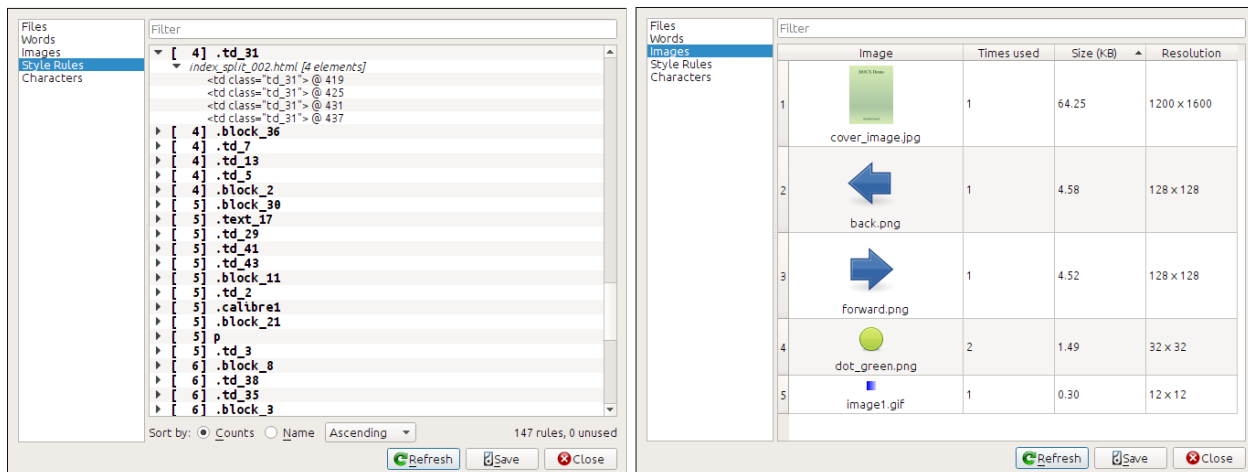 Files
Words
Images
Style Rules
Characters
Filter
[ 4] .td_31
index_split_002.html [4 elements]
<td class="td_31"> @ 419
<td class="td_31"> @ 425
<td class="td_31"> @ 431
<td class="td_31"> @ 437
[ 4] .block_36
[ 4] .td_7
[ 4] .td_13
[ 4] .td_5
[ 4] .block_2
[ 5] .block_30
[ 5] .text_17
[ 5] .td_29
[ 5] .td_41
[ 5] .td_43
[ 5] .block_11
[ 5] .td_2
[ 5] .calibre1
[ 5] .block_21
[ 5] p
[ 5] .td_3
[ 6] .block_8
[ 6] .td_38
[ 6] .td_35
[ 6] .block_3
Sort by: Counts Name Ascending 147 rules, 0 unused
Refresh Save Close
Files
Words
Images
Style Rules
Characters
Filter
Image Times used Size (KB) Resolution
DOCX Demo
1 1 64.25 1200 x 1600
cover_image.jpg
2 1 4.58 128 x 128
back.png
3 1 4.52 128 x 128
forward.png
4 2 1.49 32 x 32
dot_green.png
5 1 0.30 12 x 12
image1.gif
Refresh Save Close